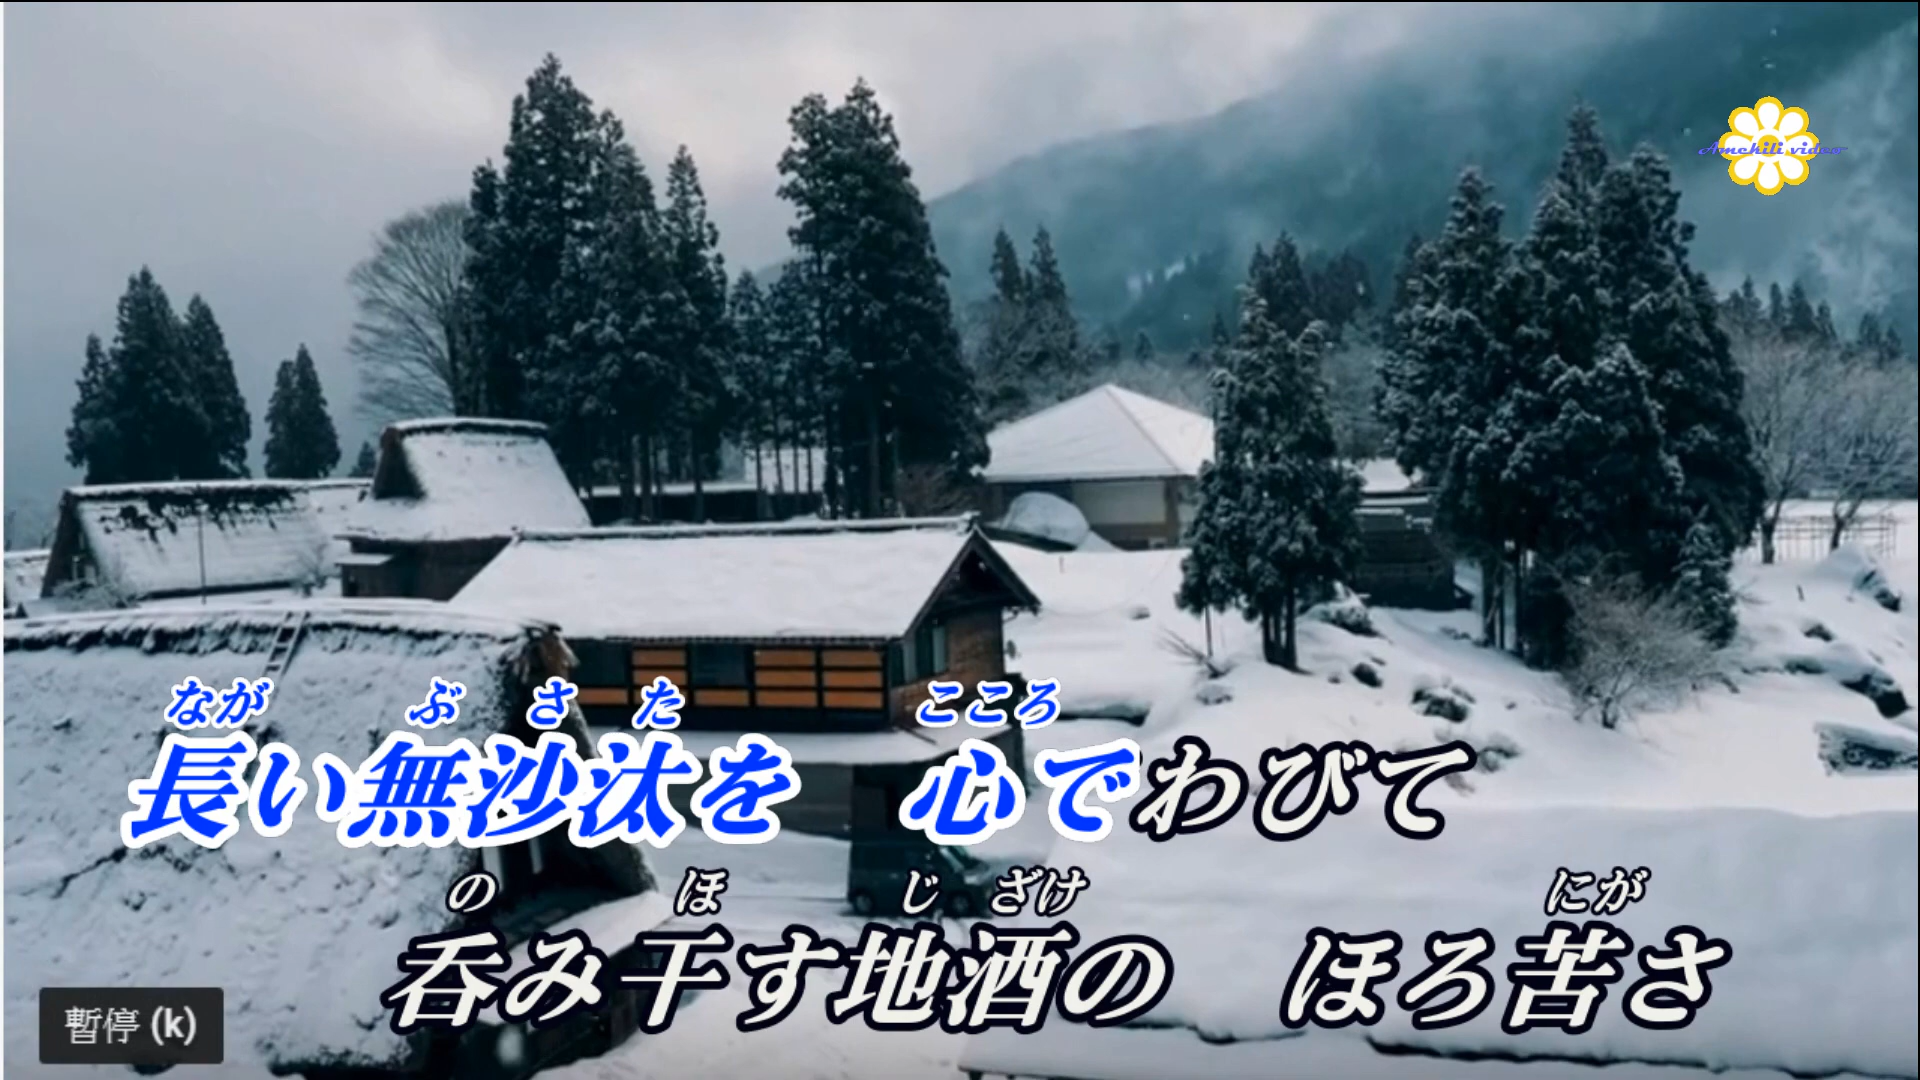 Amekili video
なが ぶ さ た こころ
長い無沙汰を 心でわびて
の ほ じ ざけ にが
呑み干す地酒の ほろ苦さ
暫停 (k)